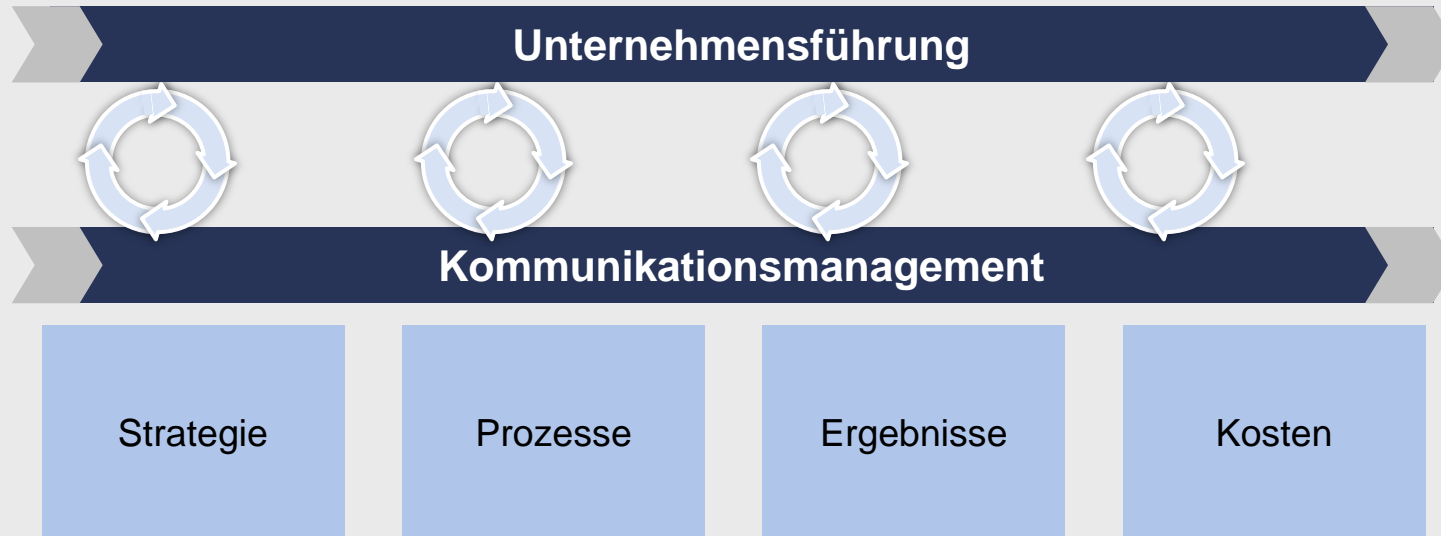 Unternehmensführung
Kommunikationsmanagement
Strategie
Prozesse
Ergebnisse
Kosten